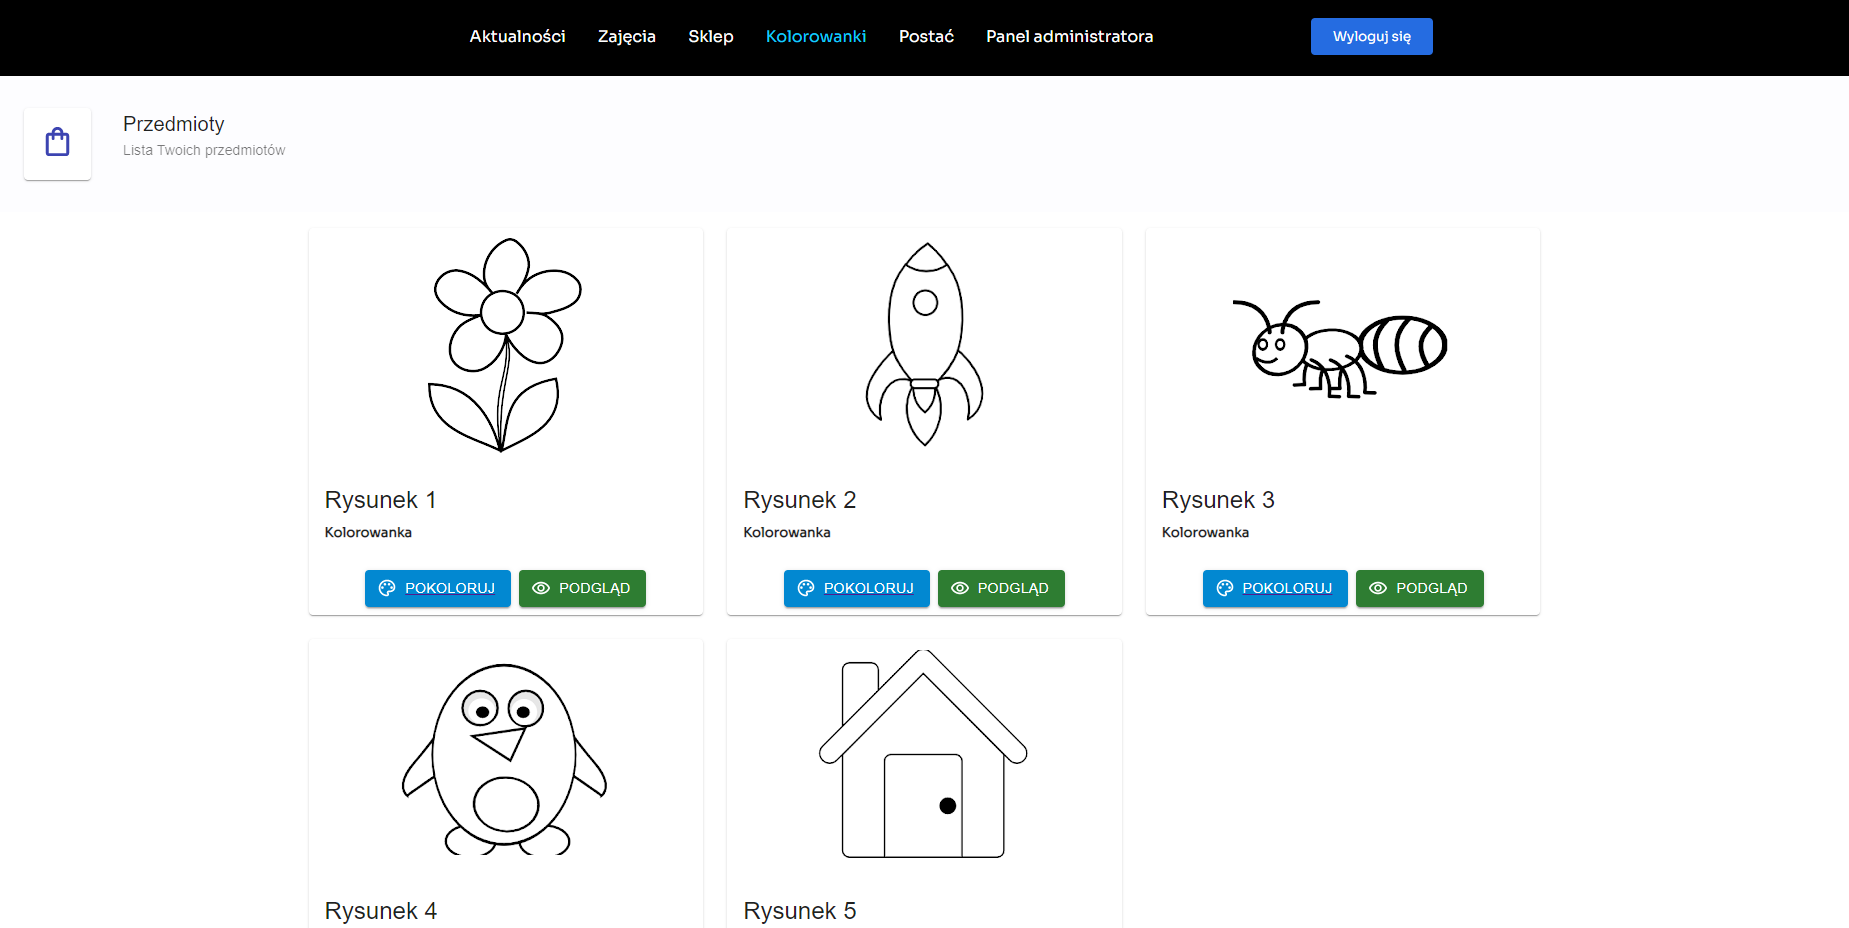 Aktualności Zajęcia Sklep Kolorowanki Postać Panel administratora Wyloguj się
Przedmioty
Lista Twoich przedmiotów
Rysunek 1
Kolorowanka
POKOLORUJ PODGLĄD
Rysunek 2
Kolorowanka
POKOLORUJ PODGLĄD
Rysunek 3
Kolorowanka
POKOLORUJ PODGLĄD
Rysunek 4
Rysunek 5